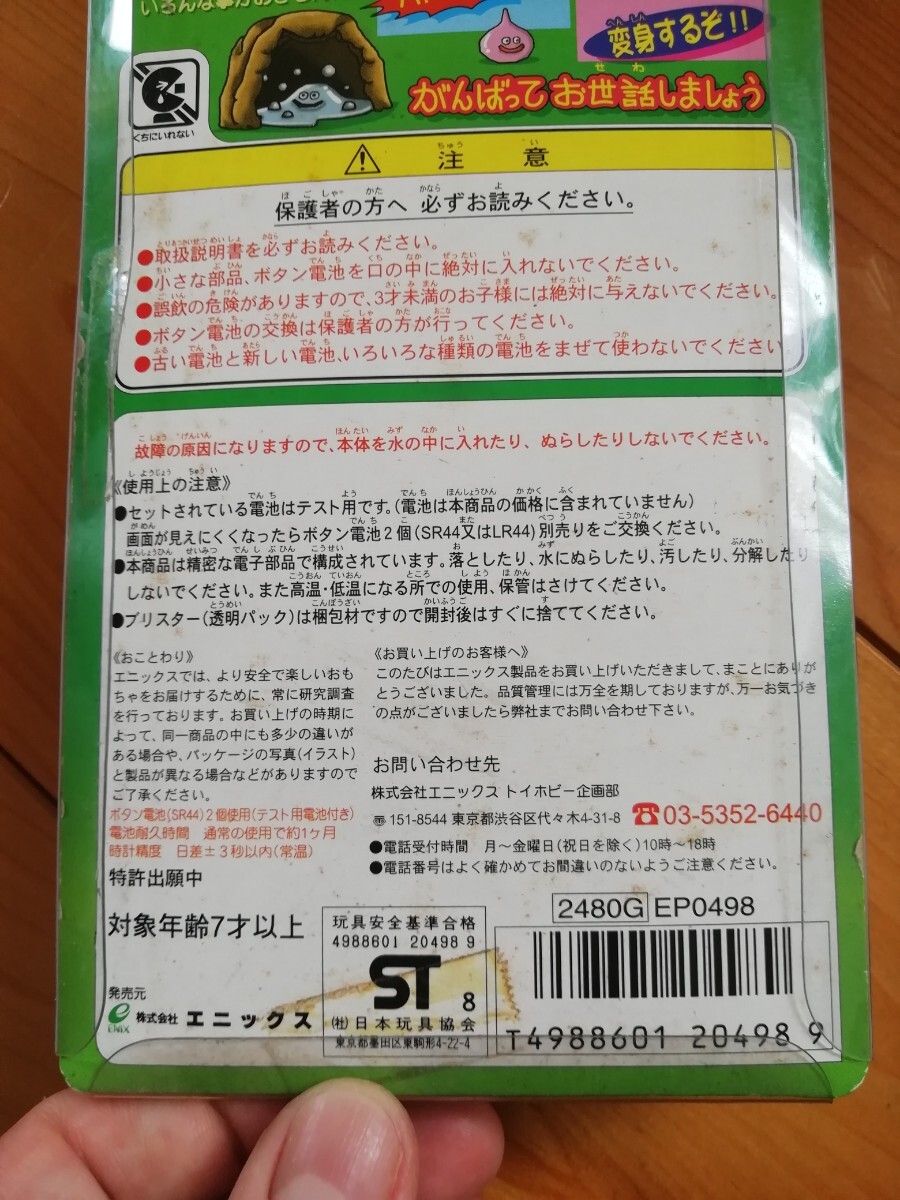 変身するぞ!!
がんばってお世話しましょう
くちにいれない
注意
保護者の方へ 必ずお読みください。
●取扱説明書を必ずお読みください。
●小さな部品、ボタン電池を口の中に絶対に入れないでください。
●誤飲の危険がありますので、3才未満のお子様には絶対に与えないでください。
●ボタン電池の交換は保護者の方が行ってください。
●古い電池と新しい電池、いろいろな種類の電池をまぜて使わないでください
故障の原因になりますので、本体を水の中に入れたり、ぬらしたりしないでください。
《使用上の注意》
●セットされている電池はテスト用です。(電池は本商品の価格に含まれていません)
画面が見えにくくなったらボタン電池2個(SR44又はLR44)別売りをご交換ください。
●本商品は精密な電子部品で構成されています。落としたり、水にぬらしたり、汚したり、分解したり
しないでください。また高温・低温になる所での使用、保管はさけてください。
●ブリスター(透明パック)は梱包材ですので開封後はすぐに捨ててください。
《おことわり》
エニックスでは、より安全で楽しいおも
ちゃをお届けするために、常に研究調査
を行っております。お買い上げの時期に
よって、同一商品の中にも多少の違いが
ある場合や、パッケージの写真(イラスト)
と製品が異なる場合などがありますので
ご了承ください。
ボタン電池(SR44)2個使用(テスト用電池付き)
電池耐久時間 通常の使用で約1ヶ月
時計精度 日差±3秒以内(常温)
特許出願中
対象年齢7才以上
発売元
ENIX 株式会社 エニックス
《お買い上げのお客様へ》
このたびはエニックス製品をお買い上げいただきまして、まことにありが
とうございました。品質管理には万全を期しておりますが、万一お気づき
の点がございましたら弊社までお問い合わせ下さい。
お問い合わせ先
株式会社エニックス トイホビー企画部
〒151-8544 東京都渋谷区代々木4-31-8 ☎03-5352-6440
●電話受付時間 月〜金曜日(祝日を除く)10時〜18時
●電話番号はよく確かめてお間違いのないようご注意ください。
玩具安全基準合格
4988601 20498 9
ST 8
(社)日本玩具協会
東京都墨田区東駒形4-22-4
2480G EP0498
T4988601 20498 9